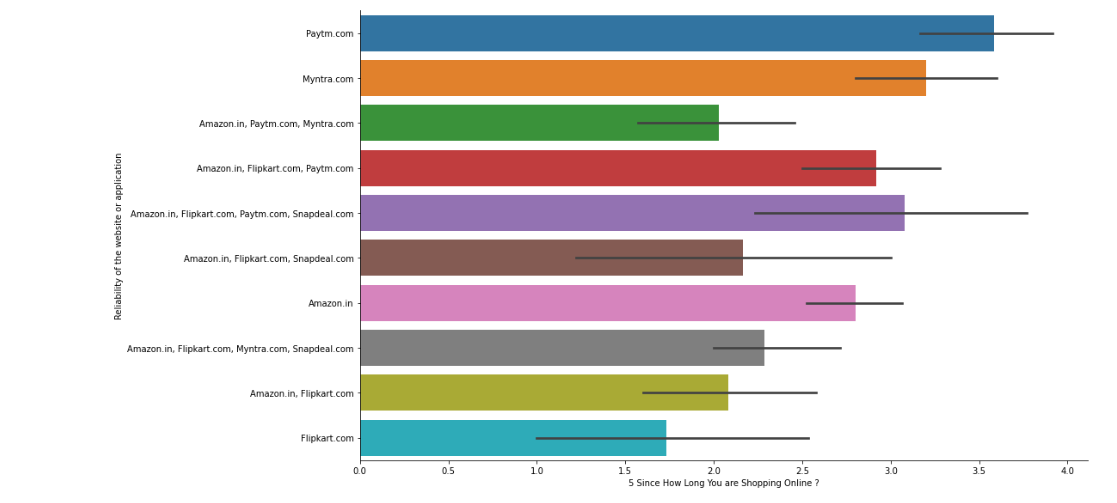 Paytm.com
Myntra.com
Amazon.in, Paytm.com, Myntra.com
Amazon.in, Flipkart.com, Paytm.com
Amazon.in, Flipkart.com, Paytm.com, Snapdeal.com
Amazon.in, Flipkart.com, Snapdeal.com
Amazon.in
Amazon.in, Flipkart.com, Myntra.com, Snapdeal.com
Amazon.in, Flipkart.com
Flipkart.com
Reliability of the website or application
0.0 0.5 1.0 1.5 2.0 2.5 3.0 3.5 4.0
5 Since How Long You are Shopping Online ?